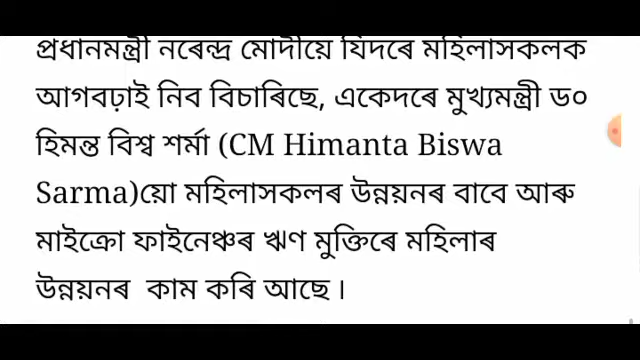 প্ৰধানমন্ত্ৰী নৰেন্দ্ৰ মোদীয়ে যিদৰে মহিলাসকলক
আগবঢ়াই নিব বিচাৰিছে, একেদৰে মুখ্যমন্ত্ৰী ড০
হিমন্ত বিশ্ব শৰ্মা (CM Himanta Biswa
Sarma)য়ো মহিলাসকলৰ উন্নয়নৰ বাবে আৰু
মাইক্ৰো ফাইনেঞ্চৰ ঋণ মুক্তিৰে মহিলাৰ
উন্নয়নৰ কাম কৰি আছে ।